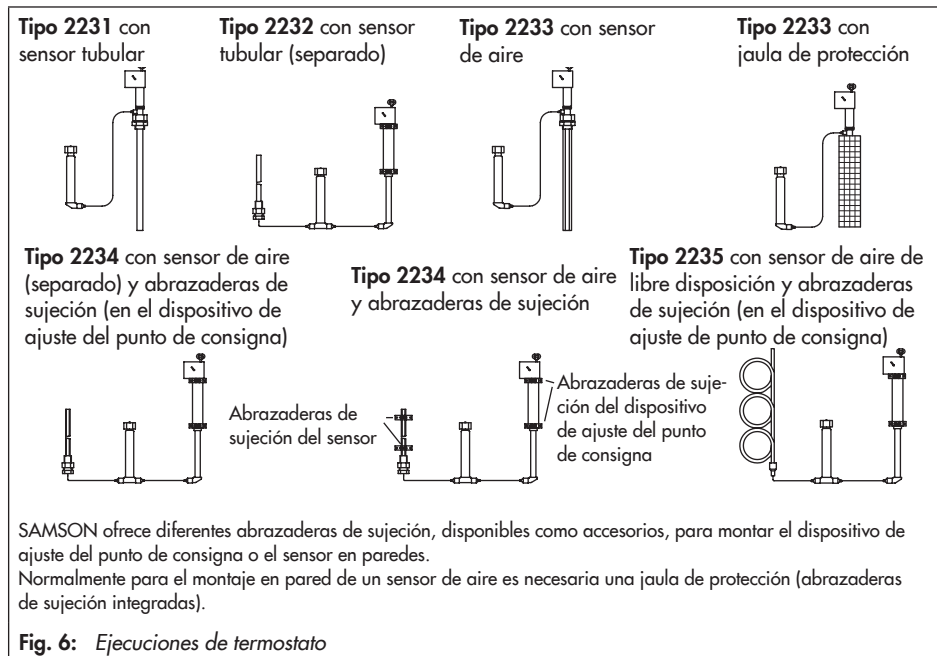 Tipo 2231 con
sensor tubular
Tipo 2232 con sensor
tubular (separado)
Tipo 2233 con sensor
de aire
Tipo 2233 con
jaula de protección
Tipo 2234 con sensor de aire
(separado) y abrazaderas de
sujeción (en el dispositivo de
ajuste del punto de consigna)
Tipo 2234 con sensor de aire
y abrazaderas de sujeción
Tipo 2235 con sensor de aire de
libre disposición y abrazaderas
de sujeción (en el dispositivo de
ajuste de punto de consigna)
Abrazaderas de
sujeción del sensor
Abrazaderas de suje-
ción del dispositivo
de ajuste del punto
de consigna
SAMSON ofrece diferentes abrazaderas de sujeción, disponibles como accesorios, para montar el dispositivo de
ajuste del punto de consigna o el sensor en paredes.
Normalmente para el montaje en pared de un sensor de aire es necesaria una jaula de protección (abrazaderas
de sujeción integradas).
Fig. 6: Ejecuciones de termostato